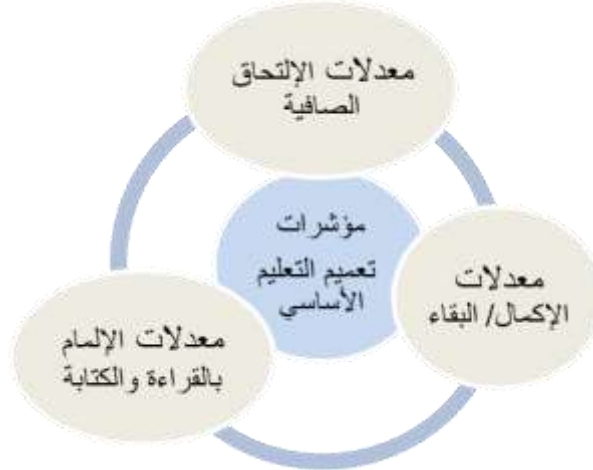 معدلات الإلتحاق
الصافية
مؤشرات
تعميم التعليم
الأساسي
معدلات
الإكمال/ البقاء
معدلات الإلمام
بالقراءة والكتابة